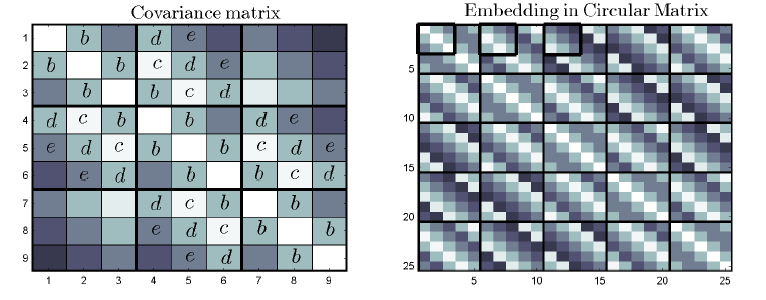 Covariance matrix
1 b d e
2 b b c d e
3 b b c d
4 d c b b d e
5 e d c b b c d e
6 e d b b c d
7 d c b b
8 e d c b b
9 e d b
1 2 3 4 5 6 7 8 9
Embedding in Circular Matrix
5
10
15
20
25
5 10 15 20 25